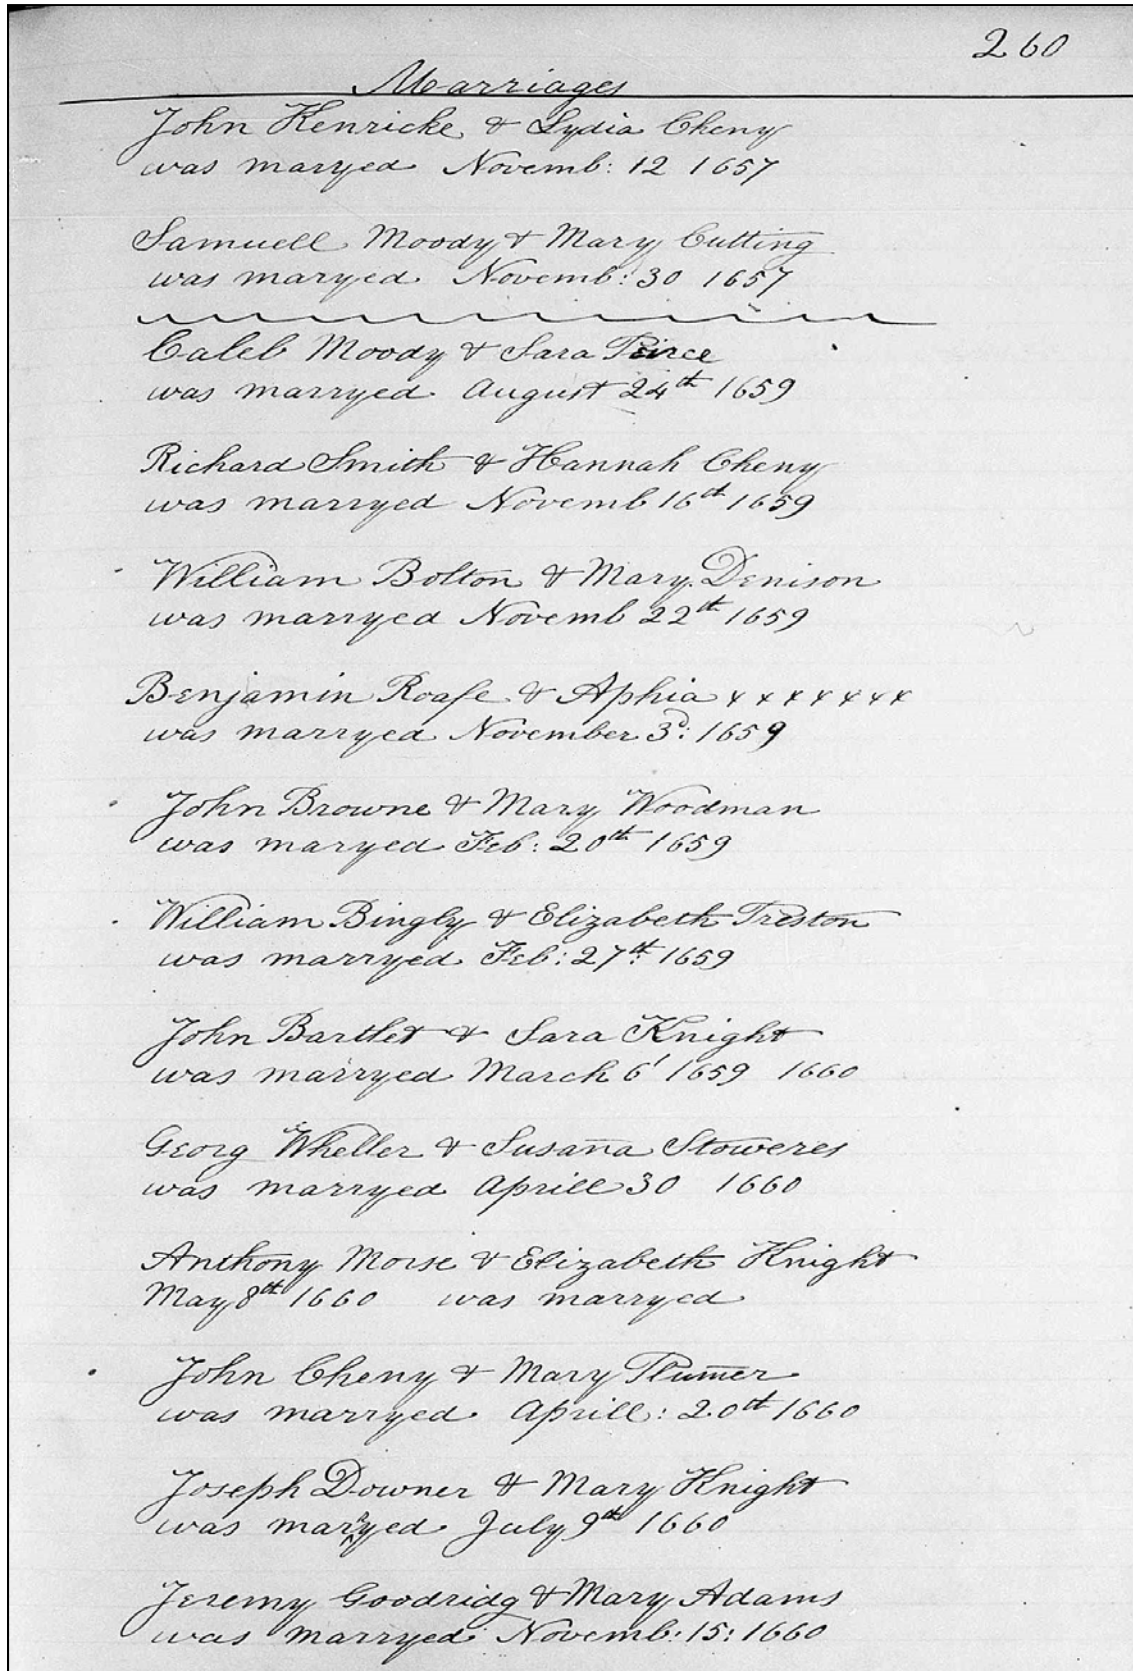 260
Marriages
John Kenricke & Lydia Cheny
was maryed Novemb: 12 1657
Samuell Moody & Mary Cutting
was maryed Novemb: 30 1657
Caleb Moody & Sara Peirce
was marryed August 24th 1659
Richard Smith & Hannah Cheny
was marryed Novemb 16th 1659
William Bolton & Mary Denison
was marryed Novemb 22th 1659
Benjamin Roafe & Aphia x x x x x x x
was marryed November 3d: 1659
John Browne & Mary Woodman
was maryed Feb: 20th 1659
William Bingly & Elizabeth Preston
was marryed Feb: 27th: 1659
John Bartlet & Sara Knight
was marryed March 6' 1659 1660
Georg Wheller & Susan̄a Stoweres
was marryed Aprill 30 1660
Anthony Morse & Elizabeth Knight
May 8th 1660 was marryed
John Cheny & Mary Plum̄er
was marryed Aprill: 20th 1660
Joseph Downer & Mary Knight
was marryed July 9th 1660
Jeremy Goodridg & Mary Adams
was marryed Novemb: 15: 1660